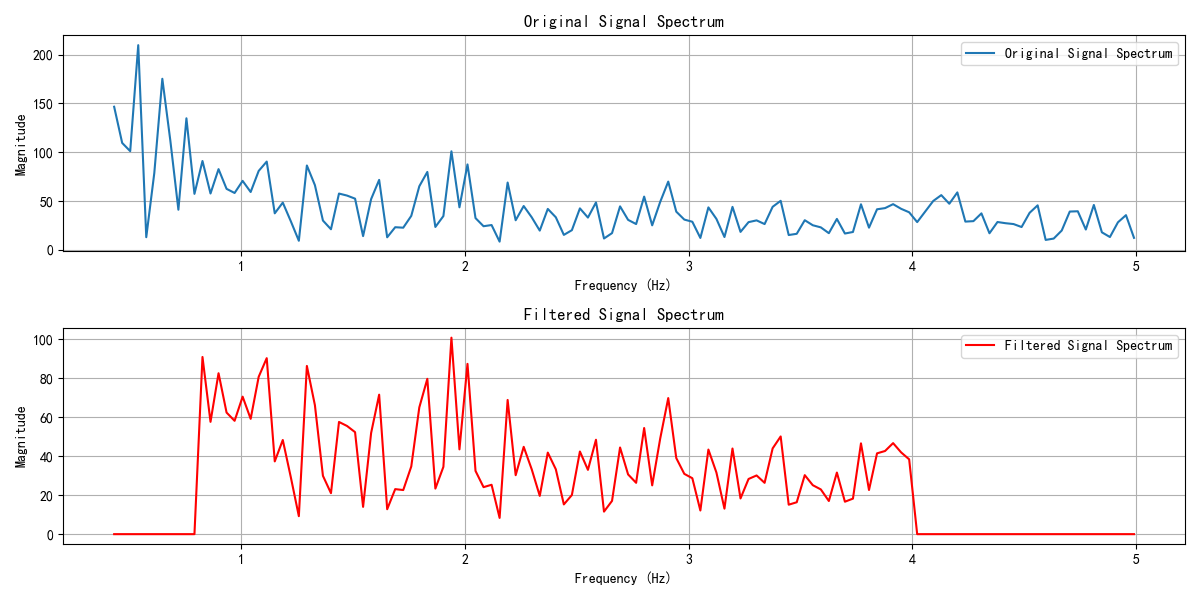 Original Signal Spectrum
Original Signal Spectrum
Magnitude
200
150
100
50
0
1 2 3 4 5
Frequency (Hz)
Filtered Signal Spectrum
Filtered Signal Spectrum
Magnitude
100
80
60
40
20
0
1 2 3 4 5
Frequency (Hz)